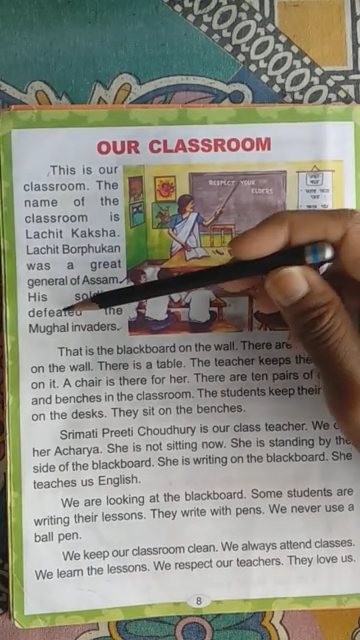 OUR CLASSROOM
This is our
classroom. The
name of the
classroom is
Lachit Kaksha.
Lachit Borphukan
was a great
general of Assam.
His
defeated the
Mughal invaders.
RESPECT YOUR
ELDERS
That is the blackboard on the wall. There are
on the wall. There is a table. The teacher keeps the
on it. A chair is there for her. There are ten pairs of
and benches in the classroom. The students keep their
on the desks. They sit on the benches.
Srimati Preeti Choudhury is our class teacher. We
her Acharya. She is not sitting now. She is standing by the
side of the blackboard. She is writing on the blackboard. She
teaches us English.
We are looking at the blackboard. Some students are
writing their lessons. They write with pens. We never use a
ball pen.
We keep our classroom clean. We always attend classes.
We learn the lessons. We respect our teachers. They love us.
8